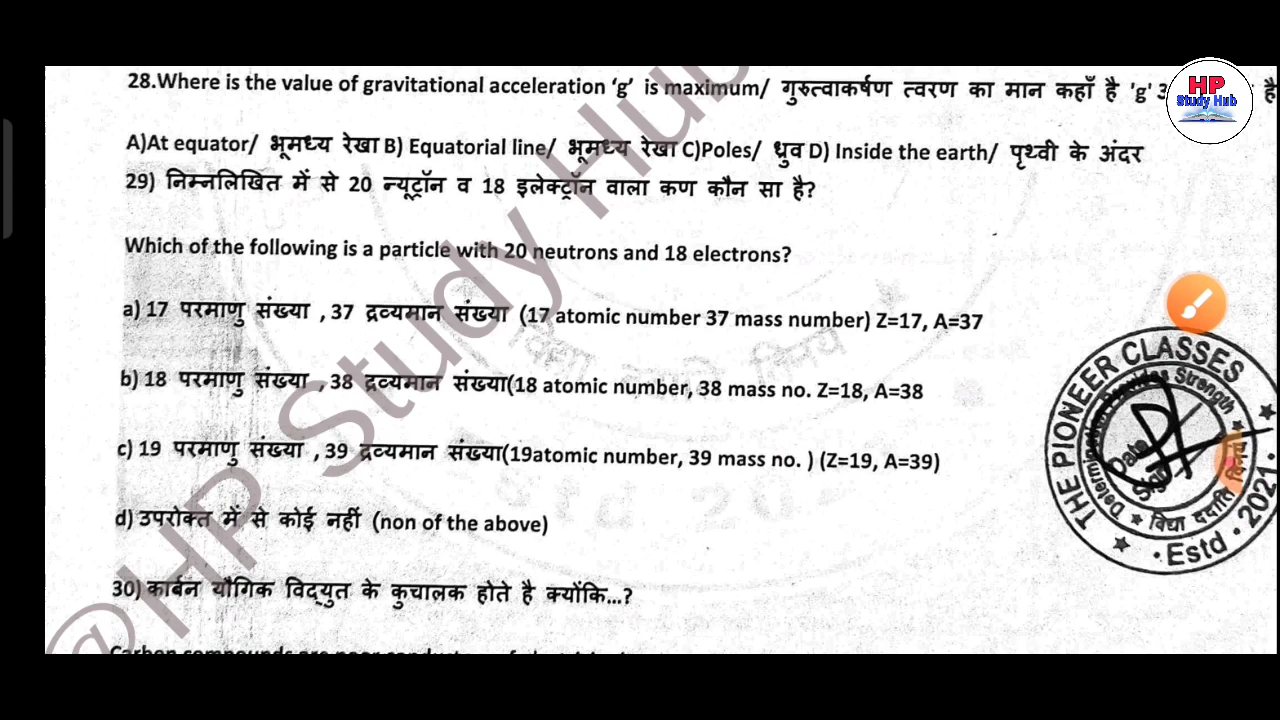 28.Where is the value of gravitational acceleration ‘g’ is maximum/ गुरुत्वाकर्षण त्वरण का मान कहाँ है 'g'
HP
Study Hub
A)At equator/ भूमध्य रेखा B) Equatorial line/ भूमध्य रेखा C)Poles/ ध्रुव D) Inside the earth/ पृथ्वी के अंदर
29) निम्नलिखित में से 20 न्यूट्रॉन व 18 इलेक्ट्रॉन वाला कण कौन सा है?
Which of the following is a particle with 20 neutrons and 18 electrons?
a) 17 परमाणु संख्या , 37 द्रव्यमान संख्या (17 atomic number 37 mass number) Z=17, A=37
b) 18 परमाणु संख्या , 38 द्रव्यमान संख्या(18 atomic number, 38 mass no. Z=18, A=38
c) 19 परमाणु संख्या , 39 द्रव्यमान संख्या(19atomic number, 39 mass no. ) (Z=19, A=39)
d) उपरोक्त में से कोई नहीं (non of the above)
30) कार्बन यौगिक विद्युत के कुचालक होते है क्योंकि...?
@HP Study Hub
THE PIONEER CLASSES
Determination Provides Strength
Date
Sign
विद्या ददाति विनयं
Estd · 2021